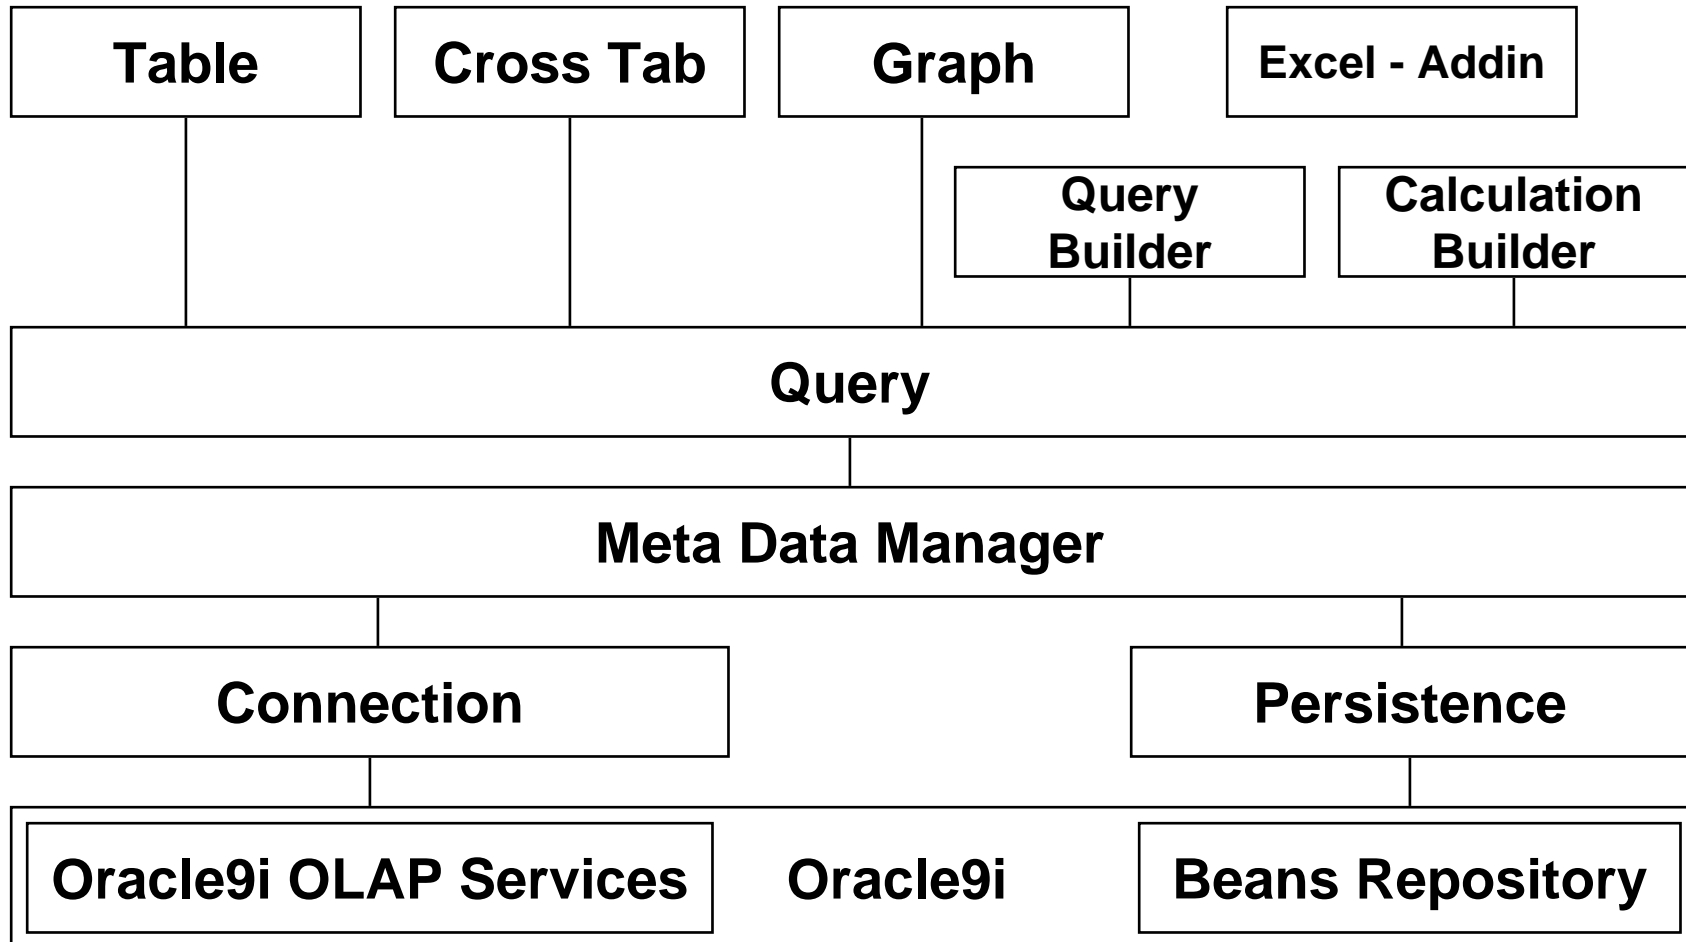 Table
Cross Tab
Graph
Excel - Addin
Query
Builder
Calculation
Builder
Query
Meta Data Manager
Connection
Persistence
Oracle9i OLAP Services
Oracle9i
Beans Repository